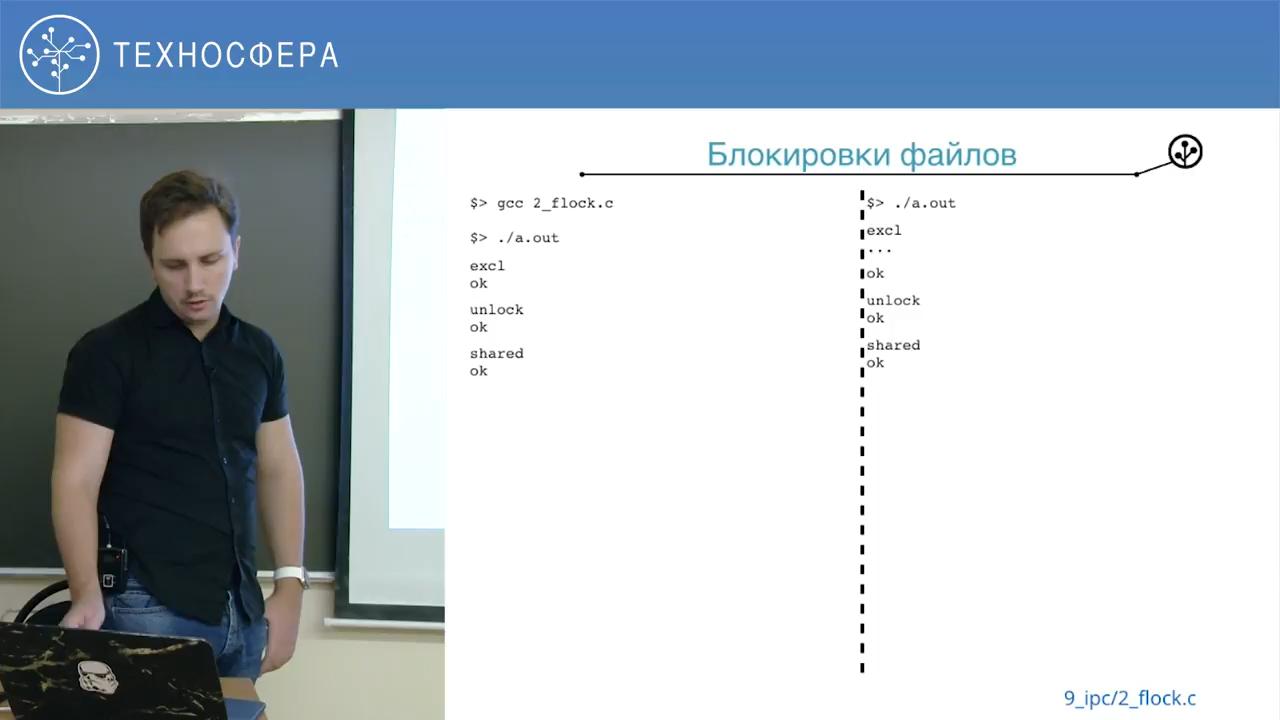 ТЕХНОСФЕРА
Блокировки файлов
$> gcc 2_flock.c
$> ./a.out
excl
ok
unlock
ok
shared
ok
$> ./a.out
excl
...
ok
unlock
ok
shared
ok
9_ipc/2_flock.c